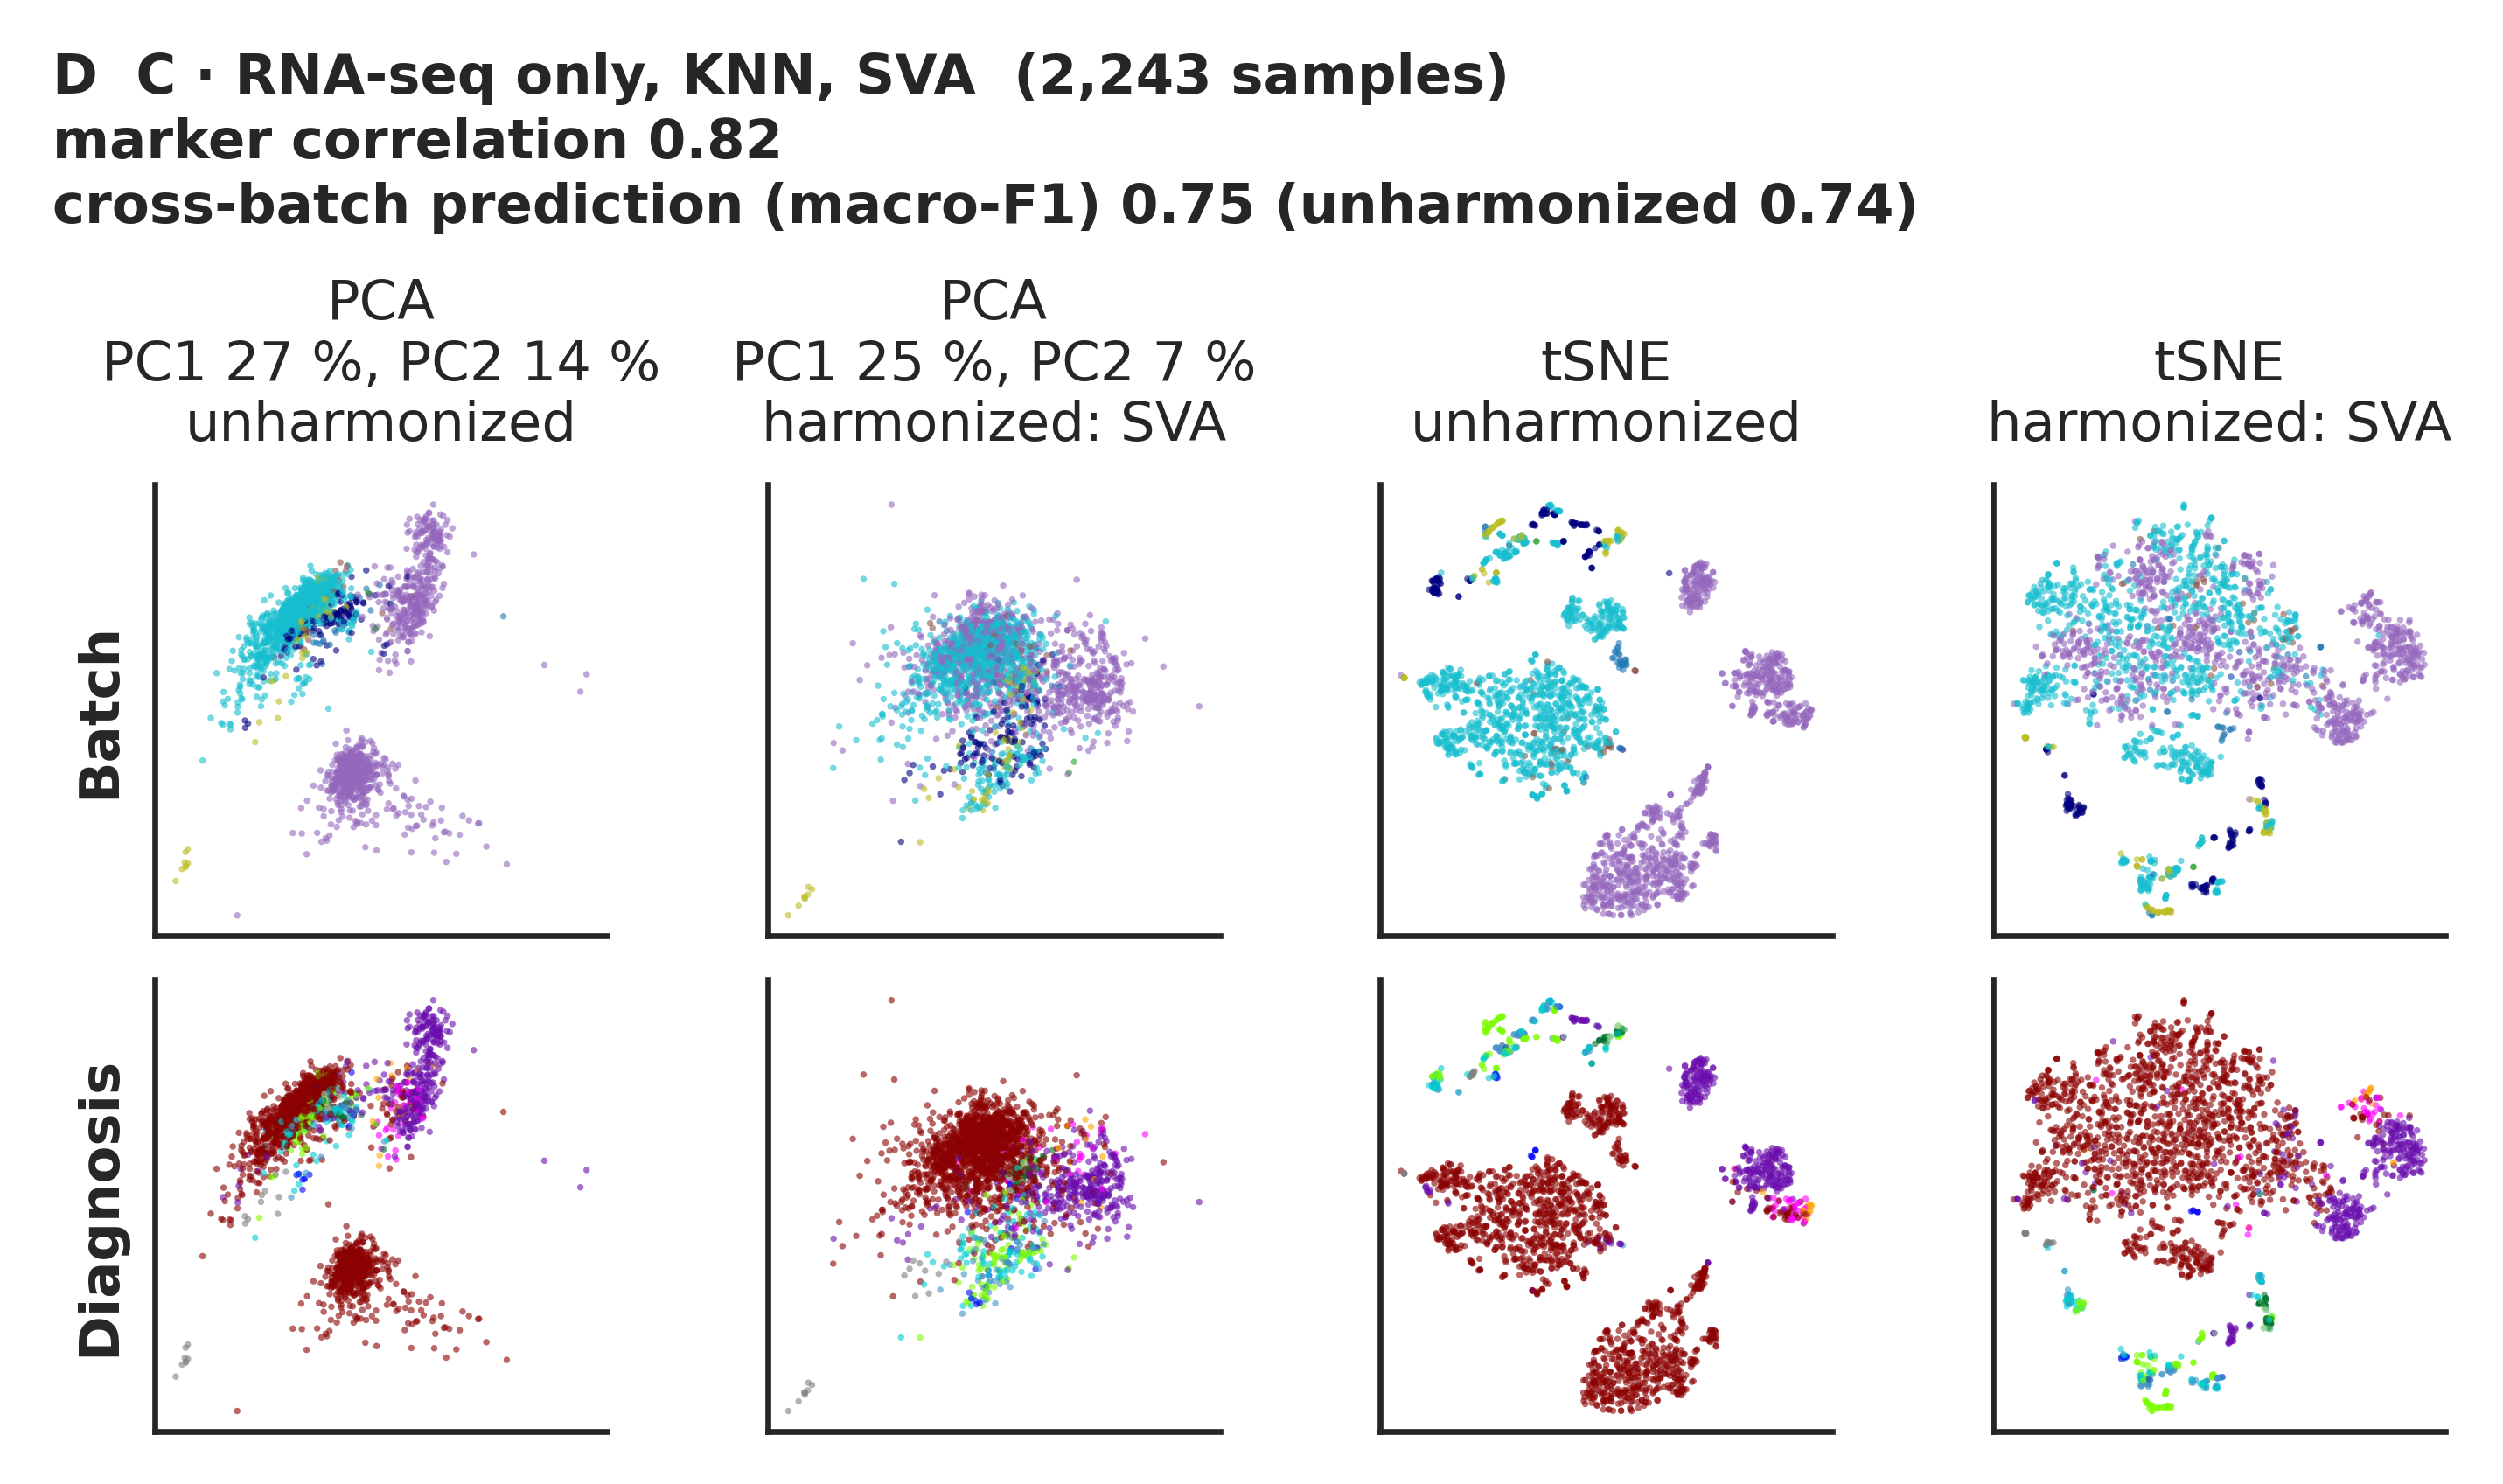 D  C · RNA-seq only, KNN, SVA  (2,243 samples)
marker correlation 0.82
cross-batch prediction (macro-F1) 0.75 (unharmonized 0.74)
PCA
PC1 27 %, PC2 14 %
unharmonized
PCA
PC1 25 %, PC2 7 %
harmonized: SVA
tSNE
unharmonized
tSNE
harmonized: SVA
Batch
Diagnosis